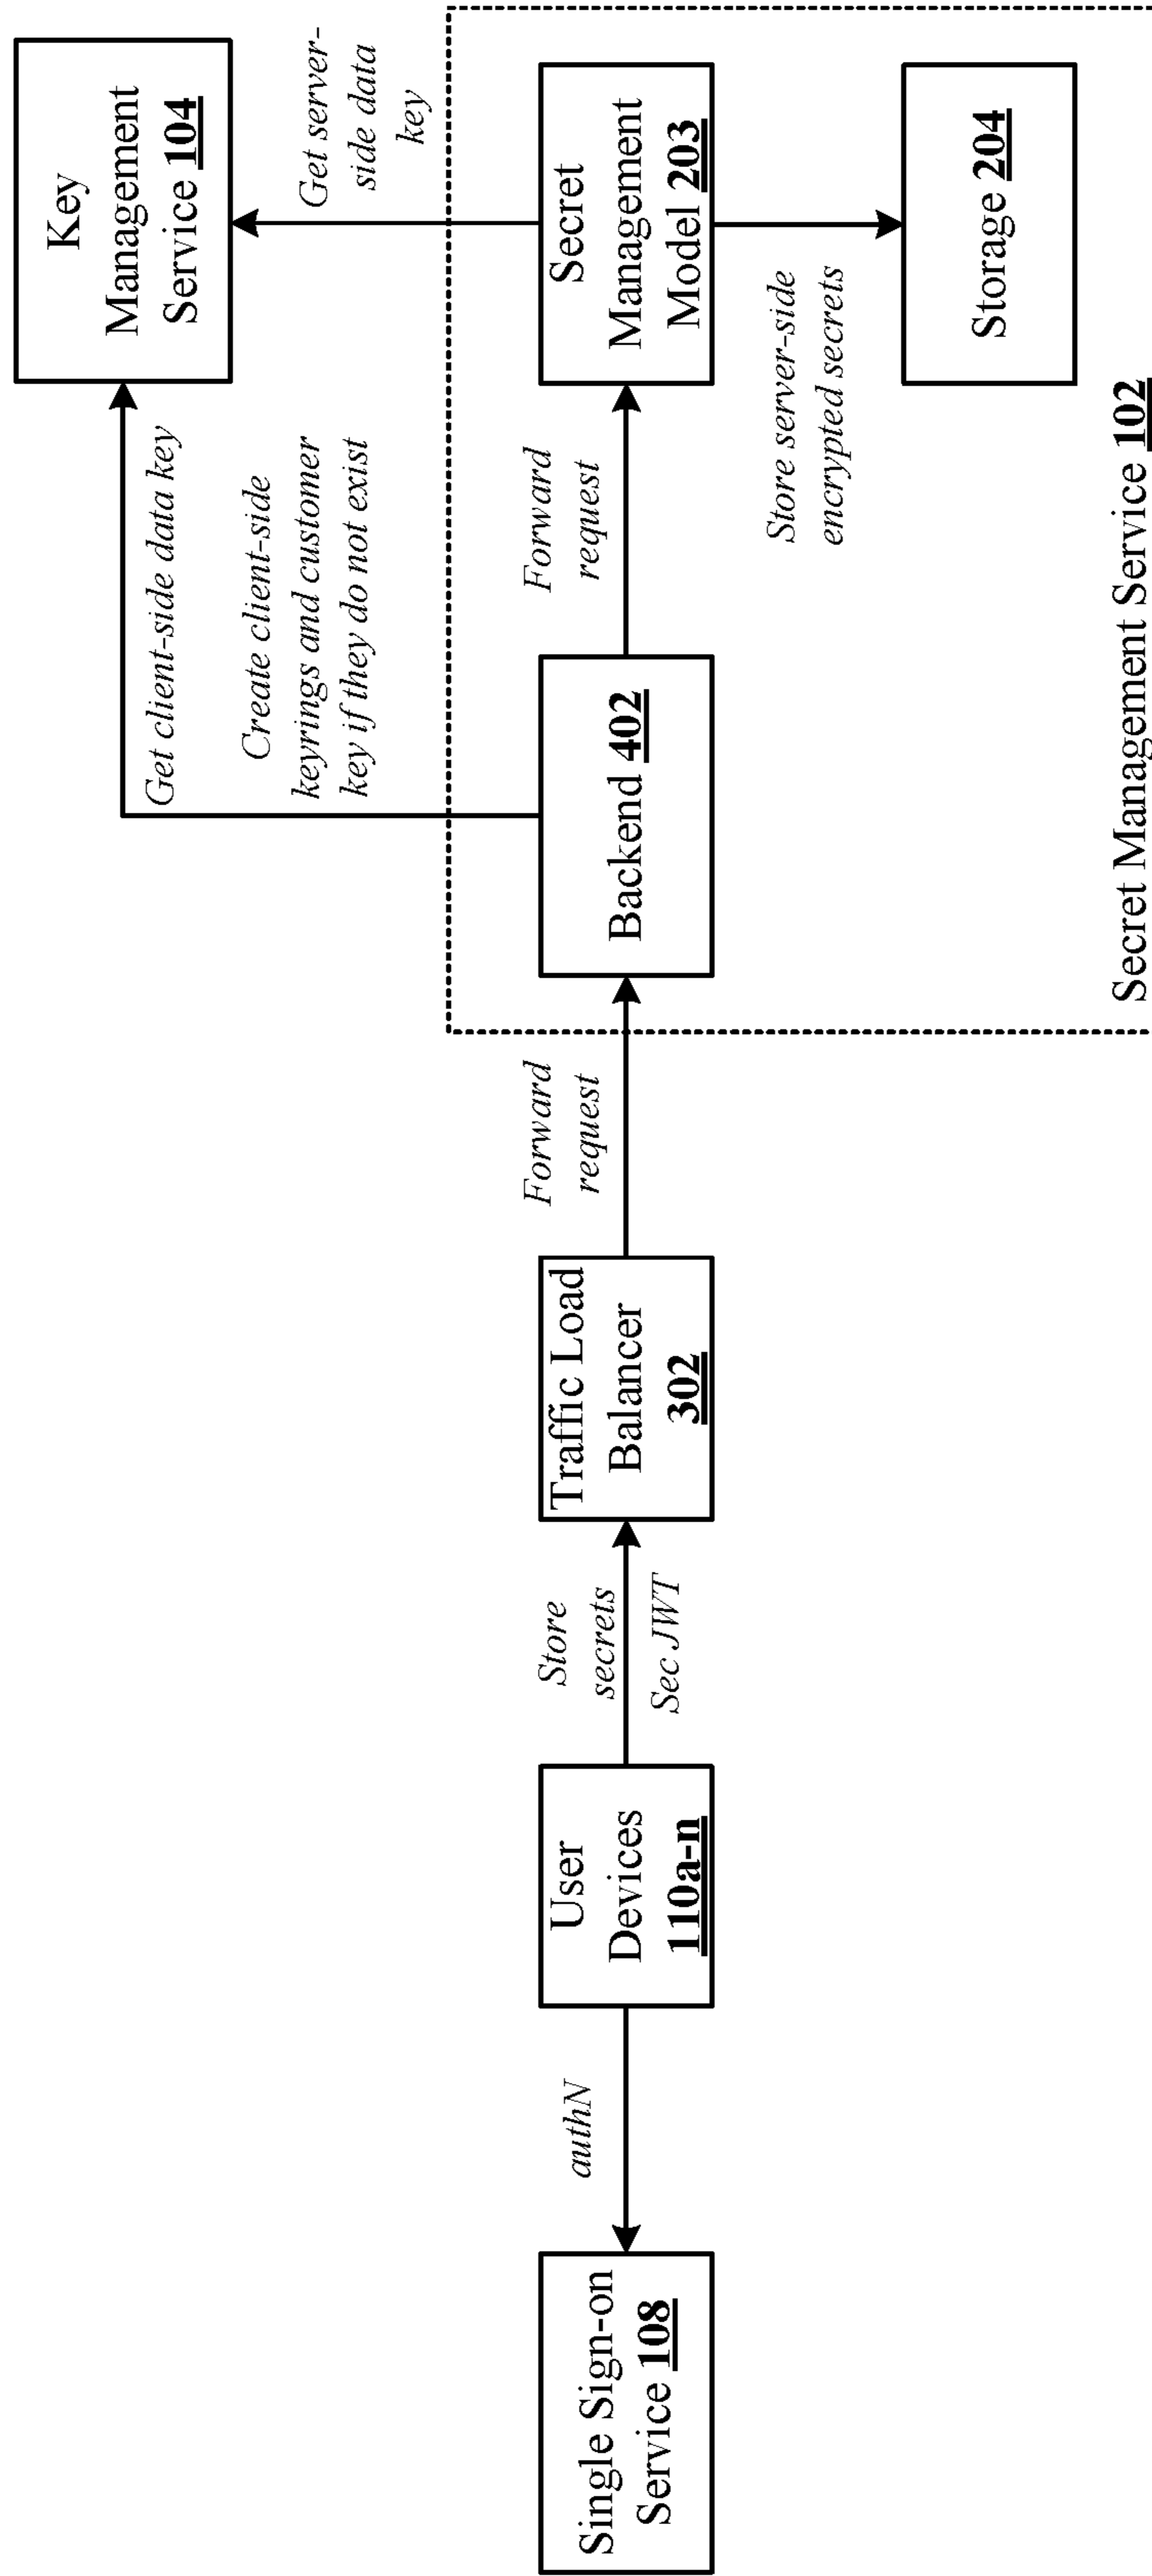 Single Sign-on
Service 108
authN
User
Devices
110a-n
Store
secrets
Sec JWT
Traffic Load
Balancer
302
Forward
request
Backend 402
Get client-side data key
Create client-side
keyrings and customer
key if they do not exist
Forward
request
Key
Management
Service 104
Get server-
side data
key
Secret
Management
Model 203
Store server-side
encrypted secrets
Storage 204
Secret Management Service 102